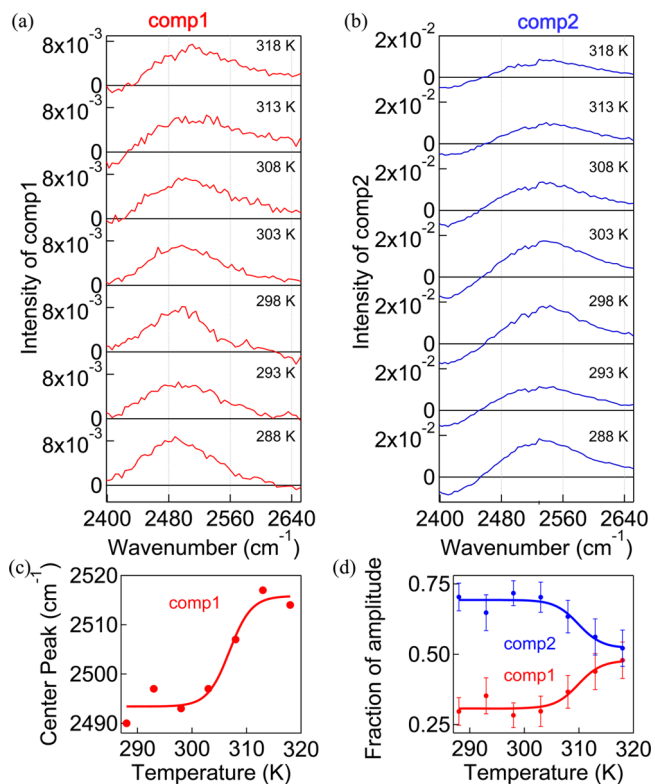 (a) comp1
8x10⁻³
318 K
0
8x10⁻³
313 K
0
8x10⁻³
308 K
0
8x10⁻³
303 K
0
8x10⁻³
298 K
0
8x10⁻³
293 K
0
8x10⁻³
288 K
0
Intensity of comp1
2400 2480 2560 2640
Wavenumber (cm⁻¹)
(b) comp2
2x10⁻²
318 K
0
2x10⁻²
313 K
0
2x10⁻²
308 K
0
2x10⁻²
303 K
0
2x10⁻²
298 K
0
2x10⁻²
293 K
0
2x10⁻²
288 K
0
Intensity of comp2
2400 2480 2560 2640
Wavenumber (cm⁻¹)
(c)
Center Peak (cm⁻¹)
2520
2510
2500
2490
comp1
290 300 310 320
Temperature (K)
(d)
Fraction of amplitude
0.75
0.50
0.25
comp2
comp1
290 300 310 320
Temperature (K)